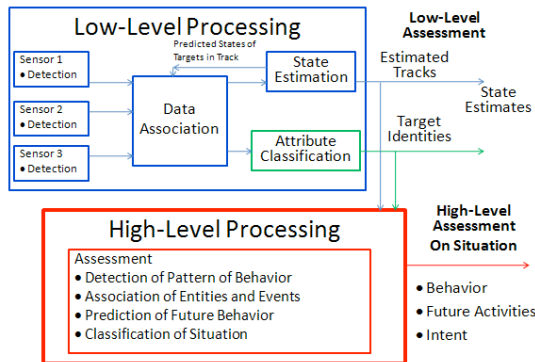 Low-Level Processing
Low-Level
Assessment
Sensor 1
• Detection
Predicted States of
Targets in Track
State
Estimation
Estimated
Tracks
State
Estimates
Sensor 2
• Detection
Data
Association
Target
Identities
Sensor 3
• Detection
Attribute
Classification
High-Level Processing
High-Level
Assessment
On Situation
Assessment
• Detection of Pattern of Behavior
• Association of Entities and Events
• Prediction of Future Behavior
• Classification of Situation
• Behavior
• Future Activities
• Intent